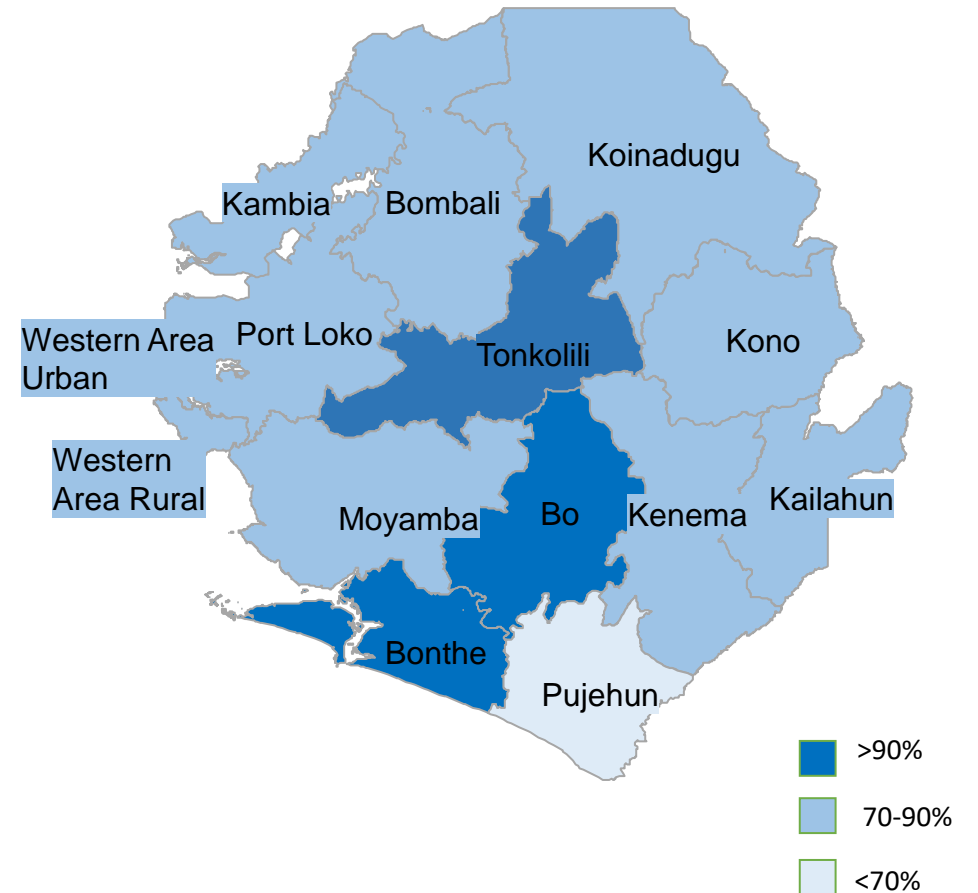 Koinadugu
Kambia
Bombali
Western Area
Urban
Port Loko
Tonkolili
Kono
Western
Area Rural
Moyamba
Bo
Kenema
Kailahun
Bonthe
Pujehun
>90%
70-90%
<70%